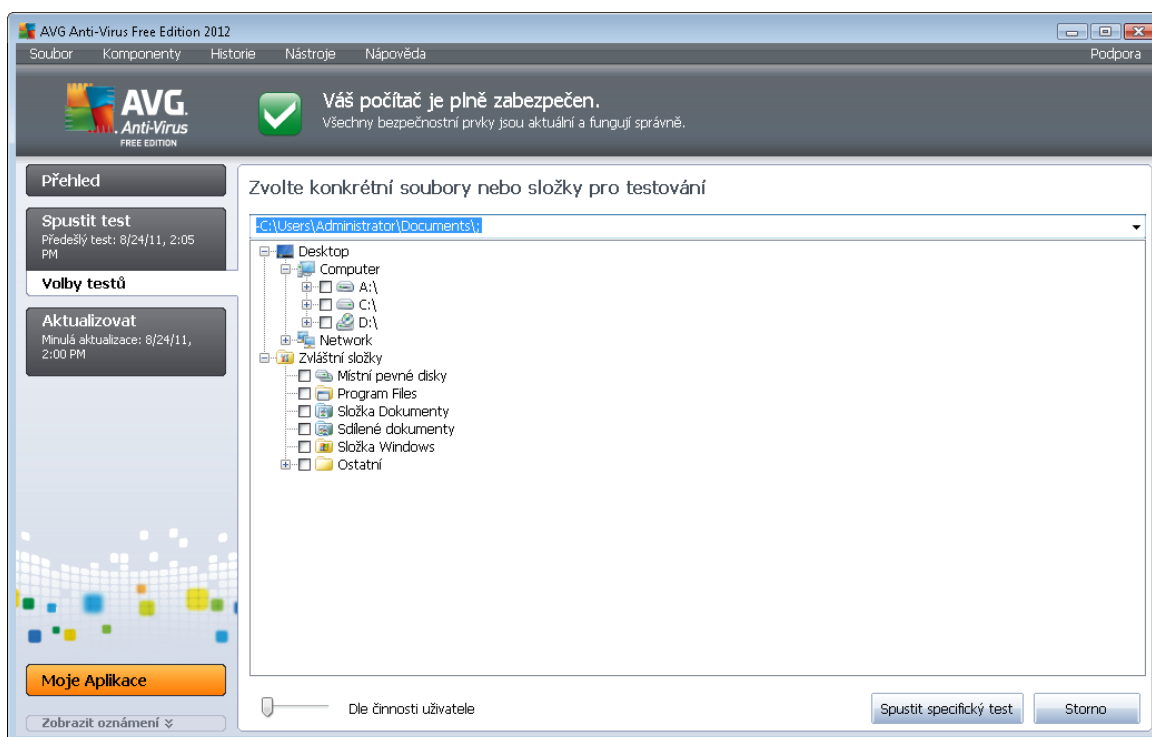 AVG Anti-Virus Free Edition 2012
Soubor Komponenty Historie Nástroje Nápověda Podpora
AVG.
Anti-Virus
FREE EDITION
Váš počítač je plně zabezpečen.
Všechny bezpečnostní prvky jsou aktuální a fungují správně.
Přehled
Spustit test
Předešlý test: 8/24/11, 2:05
PM
Volby testů
Aktualizovat
Minulá aktualizace: 8/24/11,
2:00 PM
Moje Aplikace
Zobrazit oznámení
Zvolte konkrétní soubory nebo složky pro testování
-C:\Users\Administrator\Documents\;
Desktop
Computer
A:\
C:\
D:\
Network
Zvláštní složky
Místní pevné disky
Program Files
Složka Dokumenty
Sdílené dokumenty
Složka Windows
Ostatní
Dle činnosti uživatele
Spustit specifický test
Storno